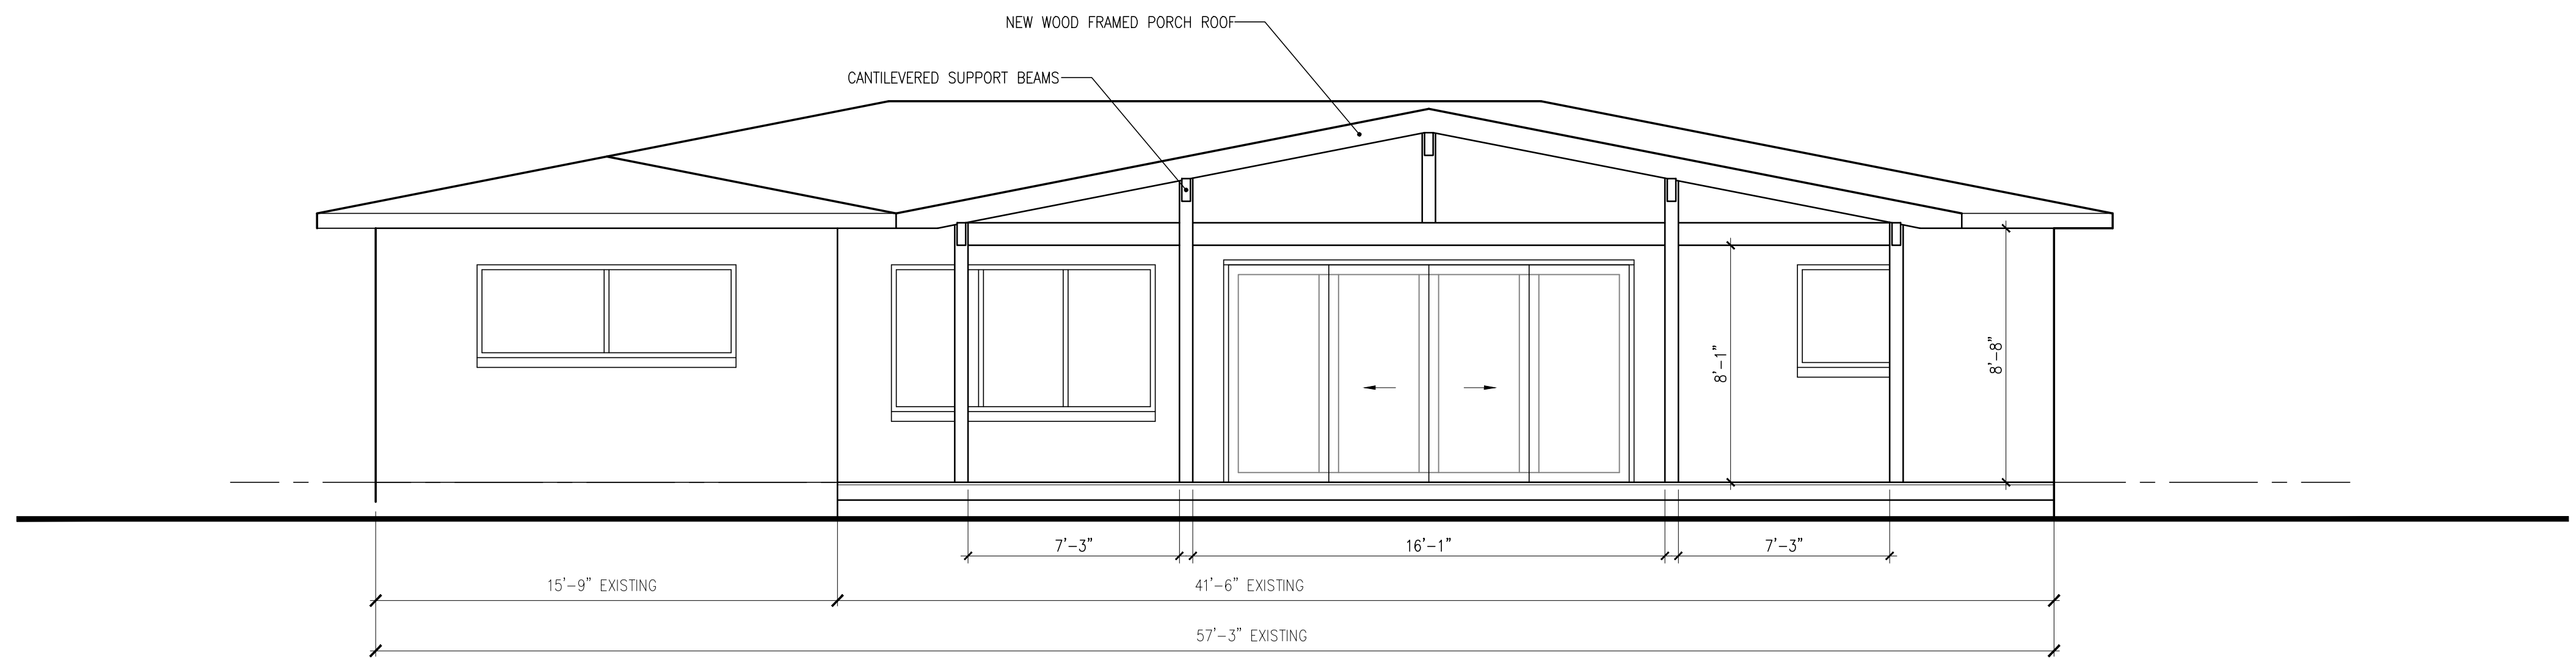 NEW WOOD FRAMED PORCH ROOF
CANTILEVERED SUPPORT BEAMS
8'-1"
8'-8"
7'-3"
16'-1"
7'-3"
15'-9" EXISTING
41'-6" EXISTING
57'-3" EXISTING